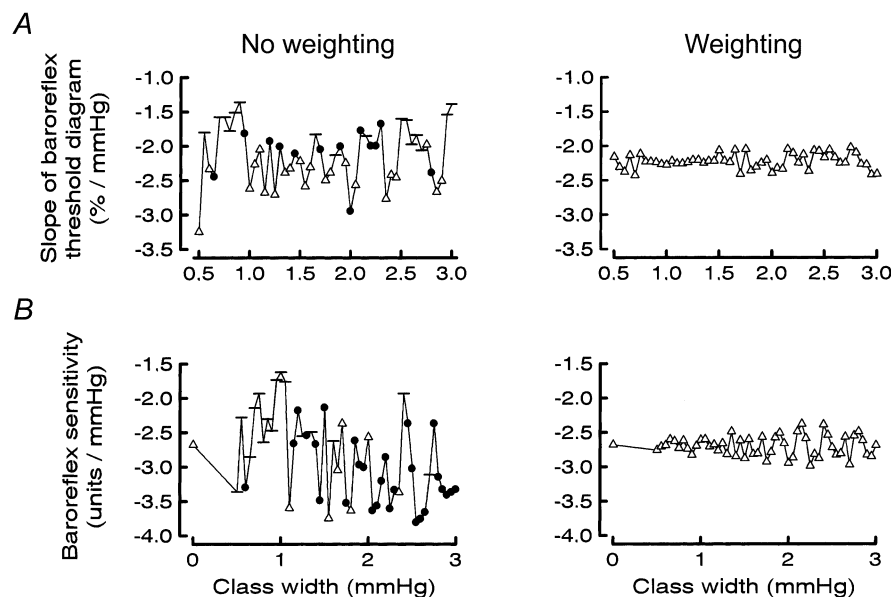 A
No weighting
Weighting
Slope of baroreflex
threshold diagram
(% / mmHg)
-1.0
-1.5
-2.0
-2.5
-3.0
-3.5
0.5 1.0 1.5 2.0 2.5 3.0
-1.0
-1.5
-2.0
-2.5
-3.0
-3.5
0.5 1.0 1.5 2.0 2.5 3.0
B
Baroreflex sensitivity
(units / mmHg)
-1.5
-2.0
-2.5
-3.0
-3.5
-4.0
0 1 2 3
Class width (mmHg)
-1.5
-2.0
-2.5
-3.0
-3.5
-4.0
0 1 2 3
Class width (mmHg)